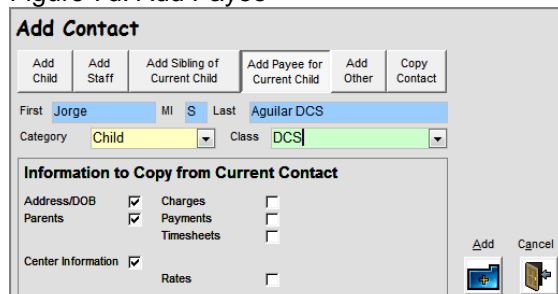 Figure 18. Add Payee
Add Contact
Add Child Add Staff Add Sibling of Current Child Add Payee for Current Child Add Other Copy Contact
First Jorge MI S Last Aguilar DCS
Category Child Class DCS
Information to Copy from Current Contact
Address/DOB Charges
Parents Payments
Timesheets
Center Information
Rates
Add Cancel